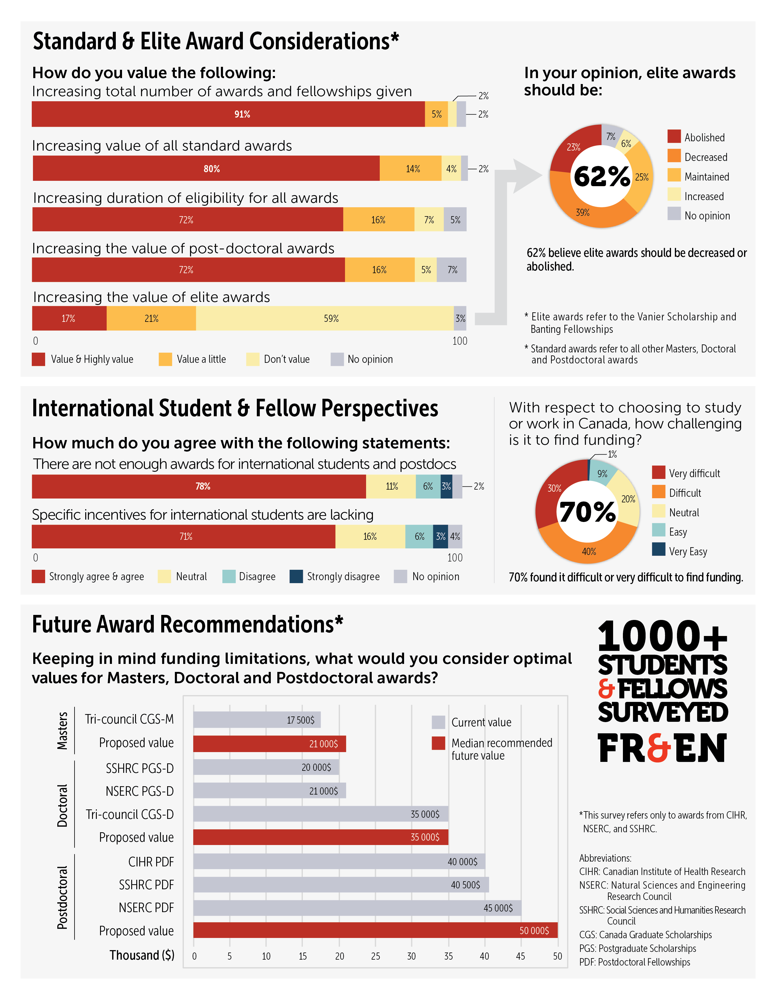 Standard & Elite Award Considerations*
How do you value the following:
Increasing total number of awards and fellowships given
2%
91%
5%
2%
Increasing value of all standard awards
80%
14%
4%
2%
Increasing duration of eligibility for all awards
72%
16%
7%
5%
Increasing the value of post-doctoral awards
72%
16%
5%
7%
Increasing the value of elite awards
17%
21%
59%
3%
0
100
Value & Highly value
Value a little
Don't value
No opinion
In your opinion, elite awards
should be:
7%
6%
23%
62%
25%
39%
Abolished
Decreased
Maintained
Increased
No opinion
62% believe elite awards should be decreased or
abolished.
* Elite awards refer to the Vanier Scholarship and
Banting Fellowships
* Standard awards refer to all other Masters, Doctoral
and Postdoctoral awards
International Student & Fellow Perspectives
How much do you agree with the following statements:
There are not enough awards for international students and postdocs
78%
11%
6%
3%
2%
Specific incentives for international students are lacking
71%
16%
6%
3%
4%
0
100
Strongly agree & agree
Neutral
Disagree
Strongly disagree
No opinion
With respect to choosing to study
or work in Canada, how challenging
is it to find funding?
1%
9%
30%
20%
70%
40%
Very difficult
Difficult
Neutral
Easy
Very Easy
70% found it difficult or very difficult to find funding.
Future Award Recommendations*
Keeping in mind funding limitations, what would you consider optimal
values for Masters, Doctoral and Postdoctoral awards?
Masters
Tri-council CGS-M
17 500$
Proposed value
21 000$
Doctoral
SSHRC PGS-D
20 000$
NSERC PGS-D
21 000$
Tri-council CGS-D
35 000$
Proposed value
35 000$
Postdoctoral
CIHR PDF
40 000$
SSHRC PDF
40 500$
NSERC PDF
45 000$
Proposed value
50 000$
Thousand ($)
0
5
10
15
20
25
30
35
40
45
50
Current value
Median recommended
future value
1000+
STUDENTS
& FELLOWS
SURVEYED
FR&EN
*This survey refers only to awards from CIHR,
NSERC, and SSHRC.
Abbreviations:
CIHR: Canadian Institute of Health Research
NSERC: Natural Sciences and Engineering
Research Council
SSHRC: Social Sciences and Humanities Research
Council
CGS: Canada Graduate Scholarships
PGS: Postgraduate Scholarships
PDF: Postdoctoral Fellowships